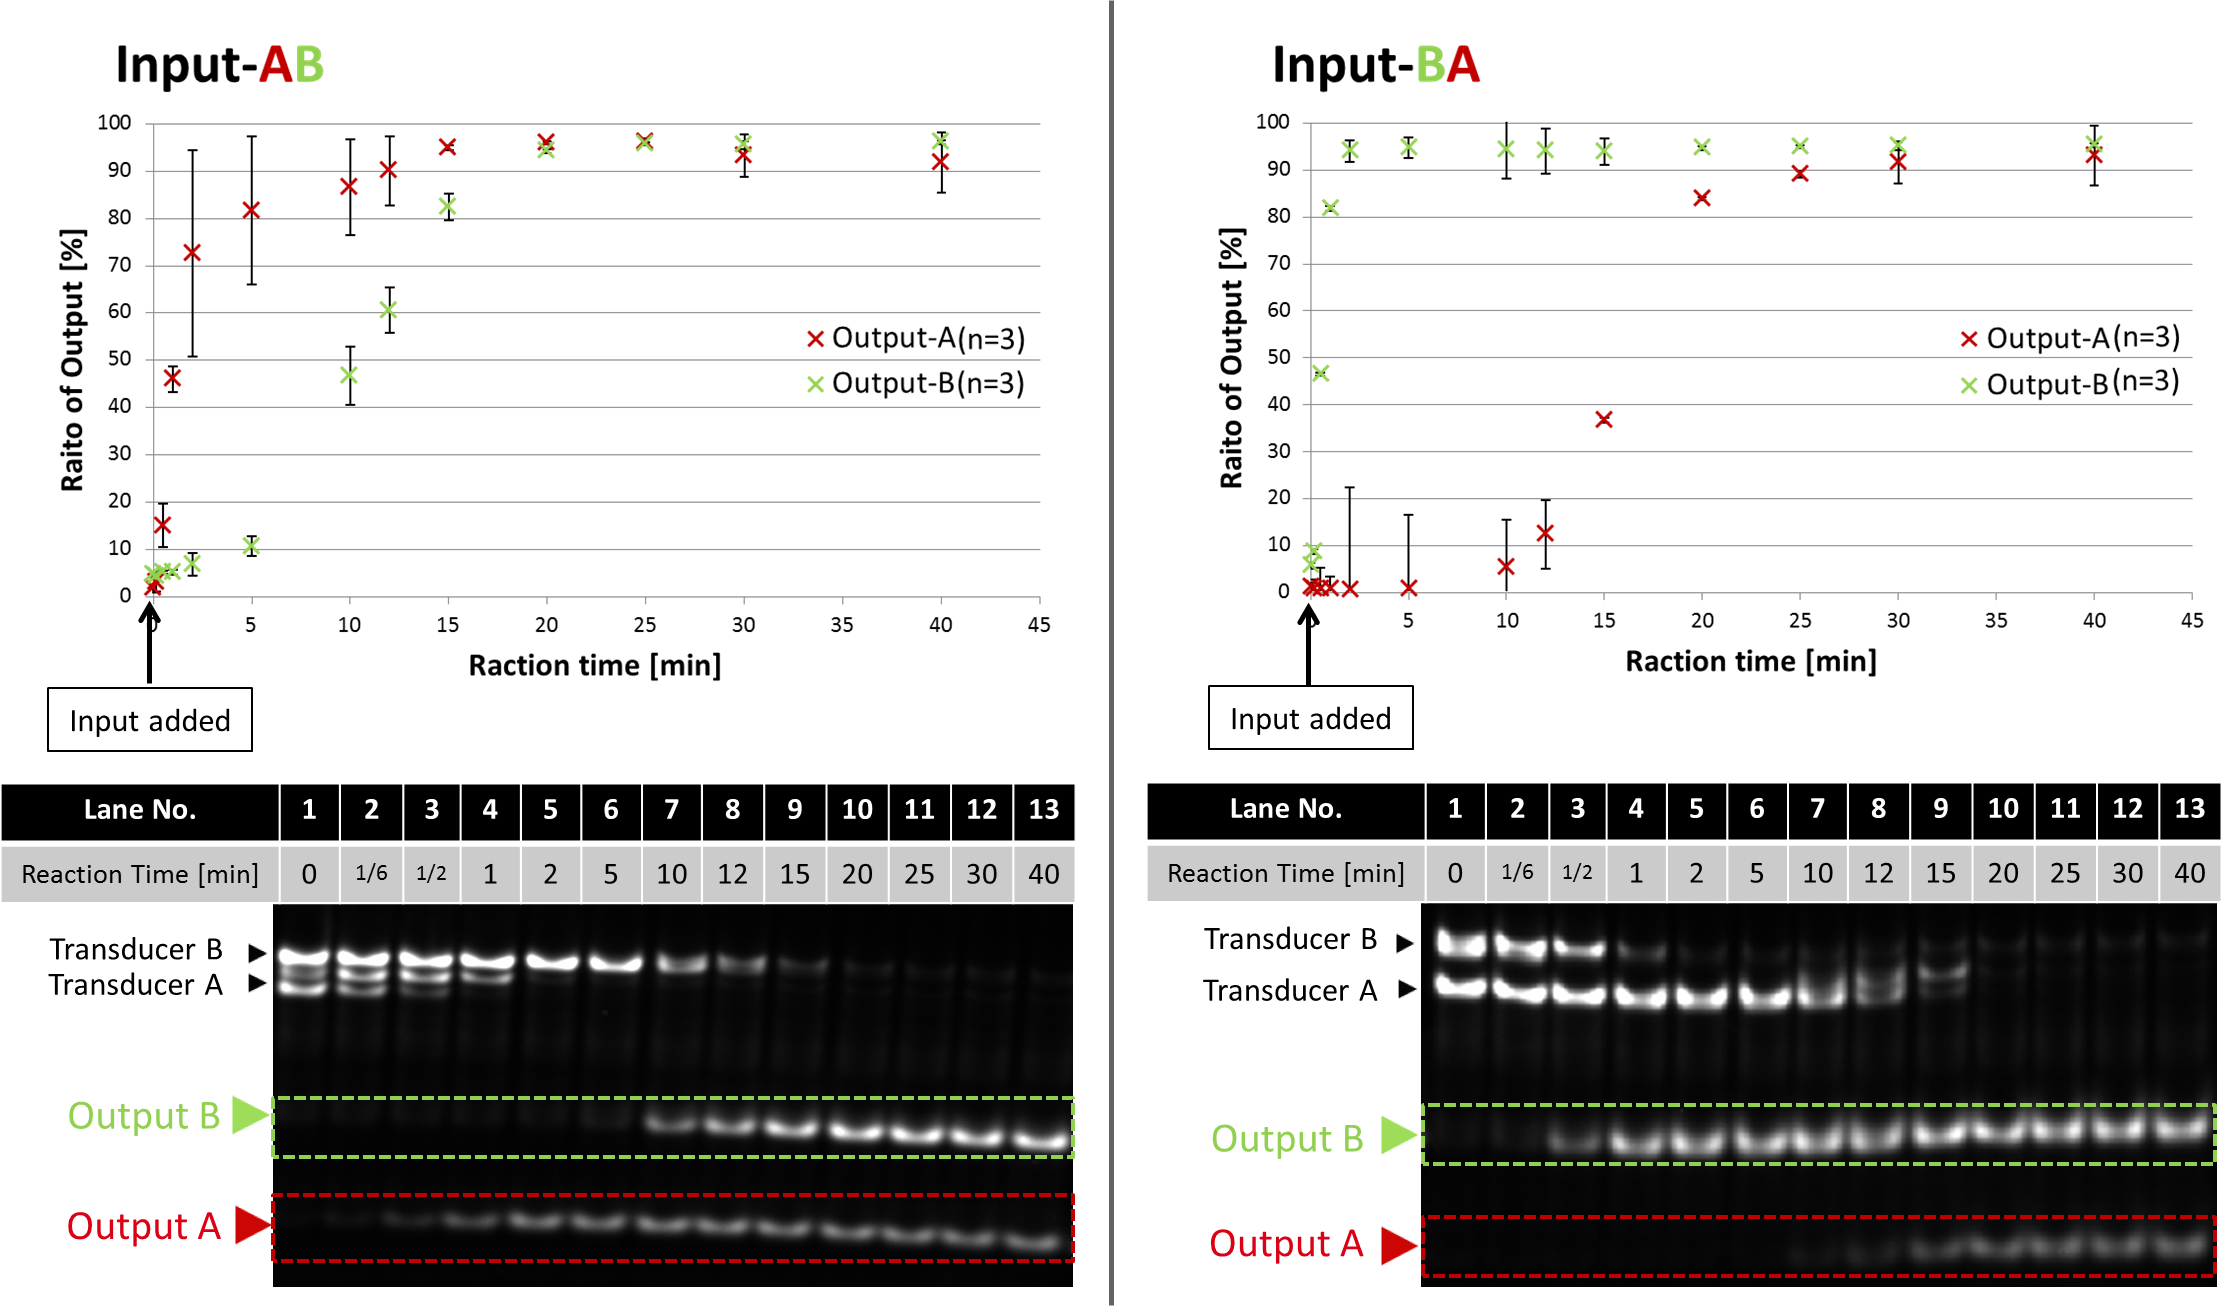 Input-AB
100
90
80
70
60
50
40
30
20
10
0
Raito of Output [%]
Output-A(n=3)
Output-B(n=3)
0 5 10 15 20 25 30 35 40 45
Raction time [min]
Input added
Lane No. 1 2 3 4 5 6 7 8 9 10 11 12 13
Reaction Time [min] 0 1/6 1/2 1 2 5 10 12 15 20 25 30 40
Transducer B
Transducer A
Output B
Output A
Input-BA
100
90
80
70
60
50
40
30
20
10
0
Raito of Output [%]
Output-A(n=3)
Output-B(n=3)
0 5 10 15 20 25 30 35 40 45
Raction time [min]
Input added
Lane No. 1 2 3 4 5 6 7 8 9 10 11 12 13
Reaction Time [min] 0 1/6 1/2 1 2 5 10 12 15 20 25 30 40
Transducer B
Transducer A
Output B
Output A